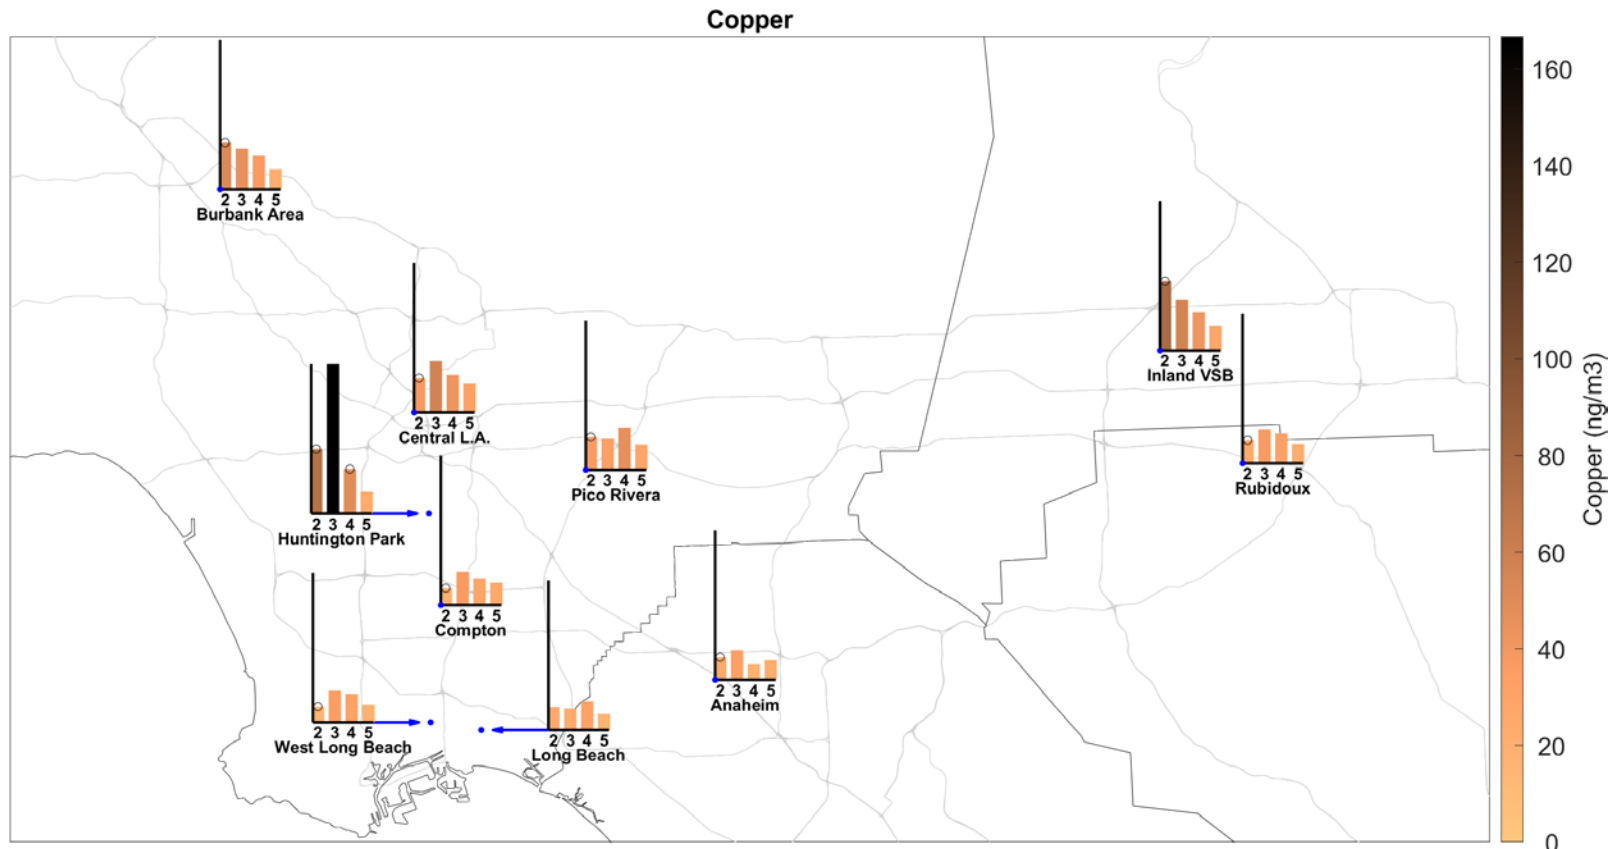 Copper
2 3 4 5
Burbank Area
2 3 4 5
Central L.A.
2 3 4 5
Inland VSB
2 3 4 5
Pico Rivera
2 3 4 5
Rubidoux
2 3 4 5
Huntington Park
2 3 4 5
Compton
2 3 4 5
Anaheim
2 3 4 5
West Long Beach
2 3 4 5
Long Beach
160
140
120
100
80
60
40
20
0
Copper (ng/m3)